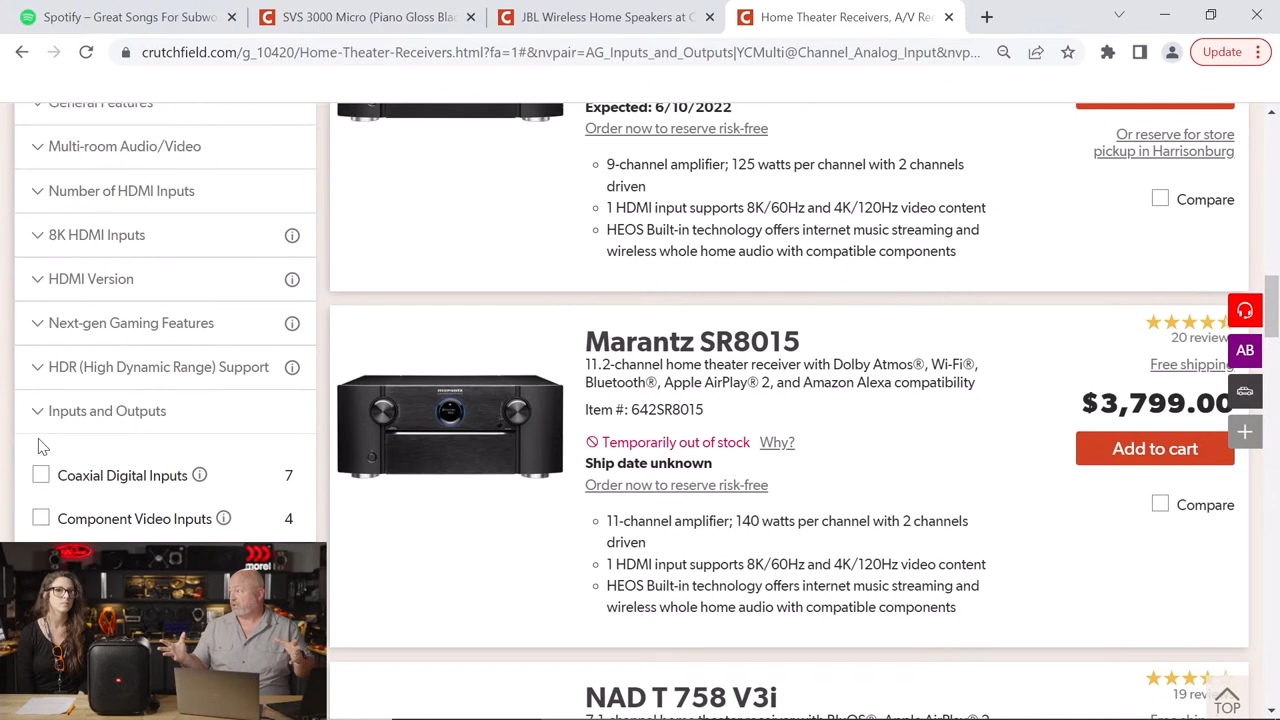 Spotify – Great Songs For Subwo
SVS 3000 Micro (Piano Gloss Bla
JBL Wireless Home Speakers at C
Home Theater Receivers, A/V Re
crutchfield.com/g_10420/Home-Theater-Receivers.html?fa=1#&nvpair=AG_Inputs_and_Outputs|YCMulti@Channel_Analog_Input&nvp...
Update
General Features
Multi-room Audio/Video
Number of HDMI Inputs
8K HDMI Inputs
HDMI Version
Next-gen Gaming Features
HDR (High Dynamic Range) Support
Inputs and Outputs
Coaxial Digital Inputs 7
Component Video Inputs 4
Expected: 6/10/2022
Order now to reserve risk-free
9-channel amplifier; 125 watts per channel with 2 channels
driven
1 HDMI input supports 8K/60Hz and 4K/120Hz video content
HEOS Built-in technology offers internet music streaming and
wireless whole home audio with compatible components
Or reserve for store
pickup in Harrisonburg
Compare
Marantz SR8015
11.2-channel home theater receiver with Dolby Atmos®, Wi-Fi®,
Bluetooth®, Apple AirPlay® 2, and Amazon Alexa compatibility
Item #: 642SR8015
Temporarily out of stock Why?
Ship date unknown
Order now to reserve risk-free
11-channel amplifier; 140 watts per channel with 2 channels
driven
1 HDMI input supports 8K/60Hz and 4K/120Hz video content
HEOS Built-in technology offers internet music streaming and
wireless whole home audio with compatible components
20 review
Free shipping
$3,799.00
Add to cart
Compare
AB
NAD T 758 V3i
19 rev
TOP
marantz
morel